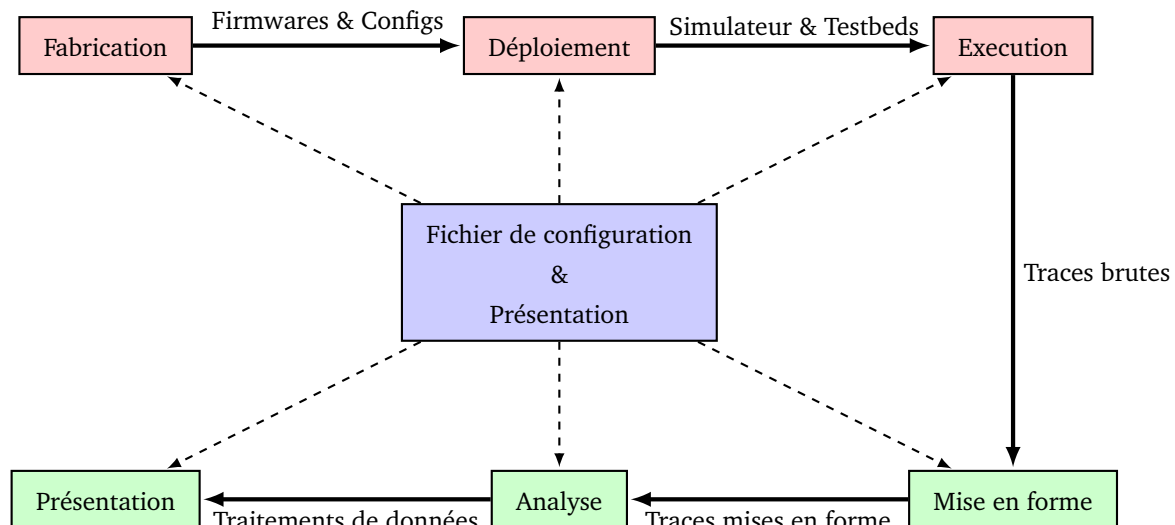 Firmwares & Configs
Simulateur & Testbeds
Fabrication
Déploiement
Execution
Fichier de configuration
&
Présentation
Traces brutes
Présentation
Analyse
Mise en forme
Traitements de données
Traces mises en forme